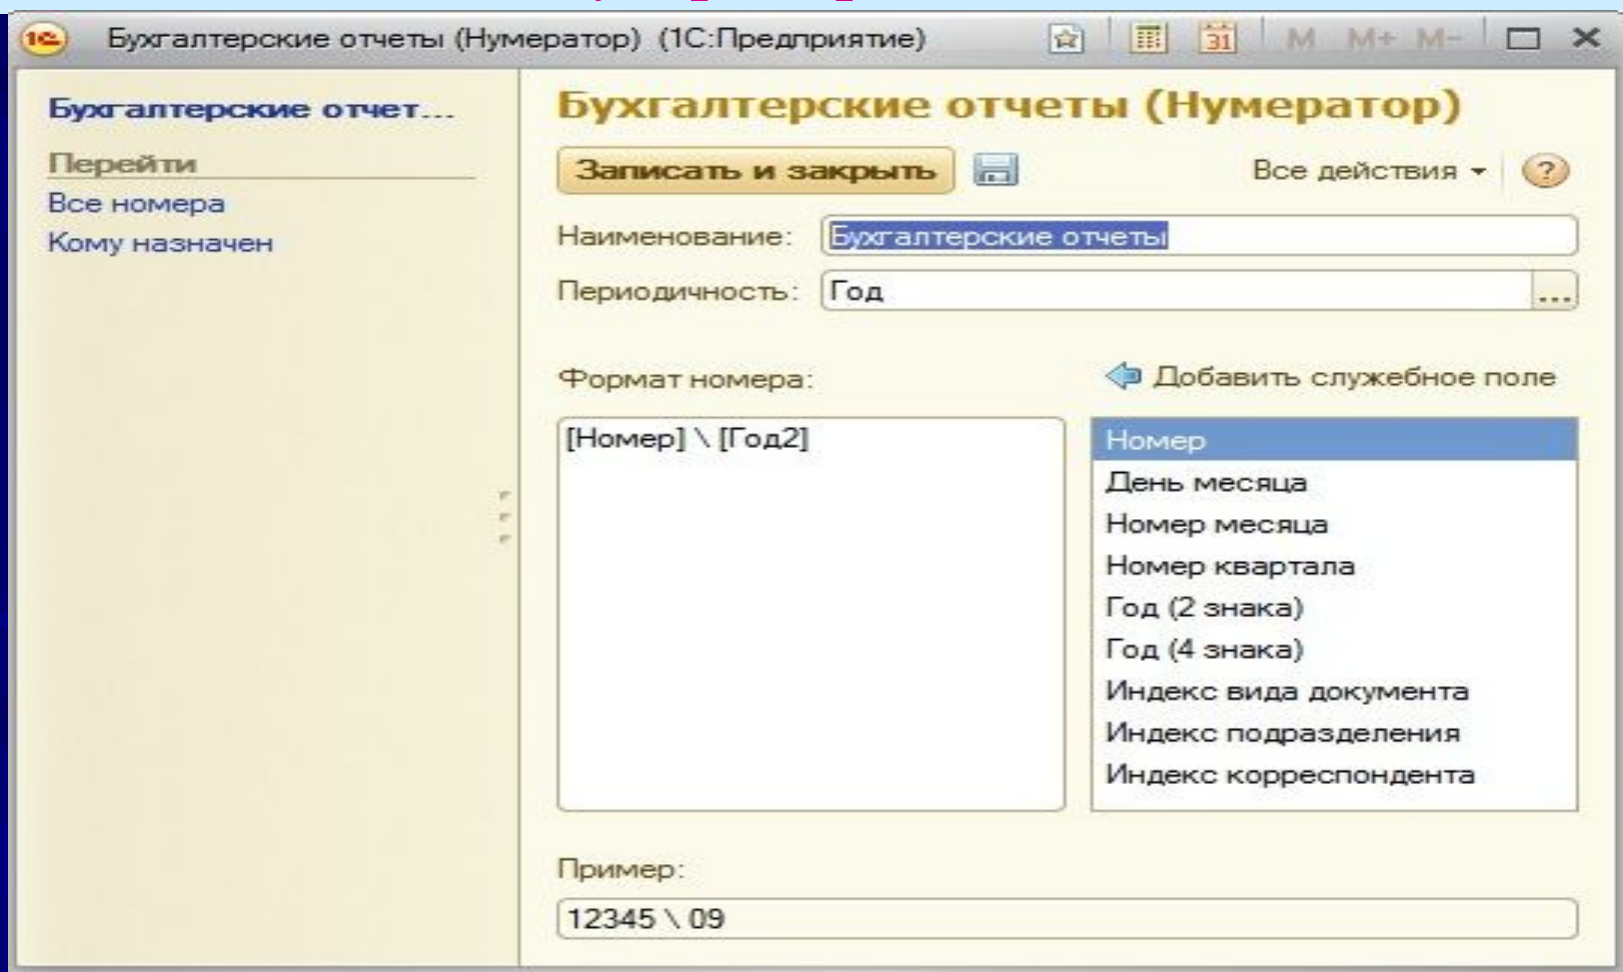 Бухгалтерские отчеты (Нумератор) (1С:Предприятие)
31 M M+ M-
Бухгалтерские отчет...
Перейти
Все номера
Кому назначен
Бухгалтерские отчеты (Нумератор)
Записать и закрыть
Все действия
?
Наименование: Бухгалтерские отчеты
Периодичность: Год ...
Формат номера:
Добавить служебное поле
[Номер] \ [Год2]
Номер
День месяца
Номер месяца
Номер квартала
Год (2 знака)
Год (4 знака)
Индекс вида документа
Индекс подразделения
Индекс корреспондента
Пример:
12345 \ 09